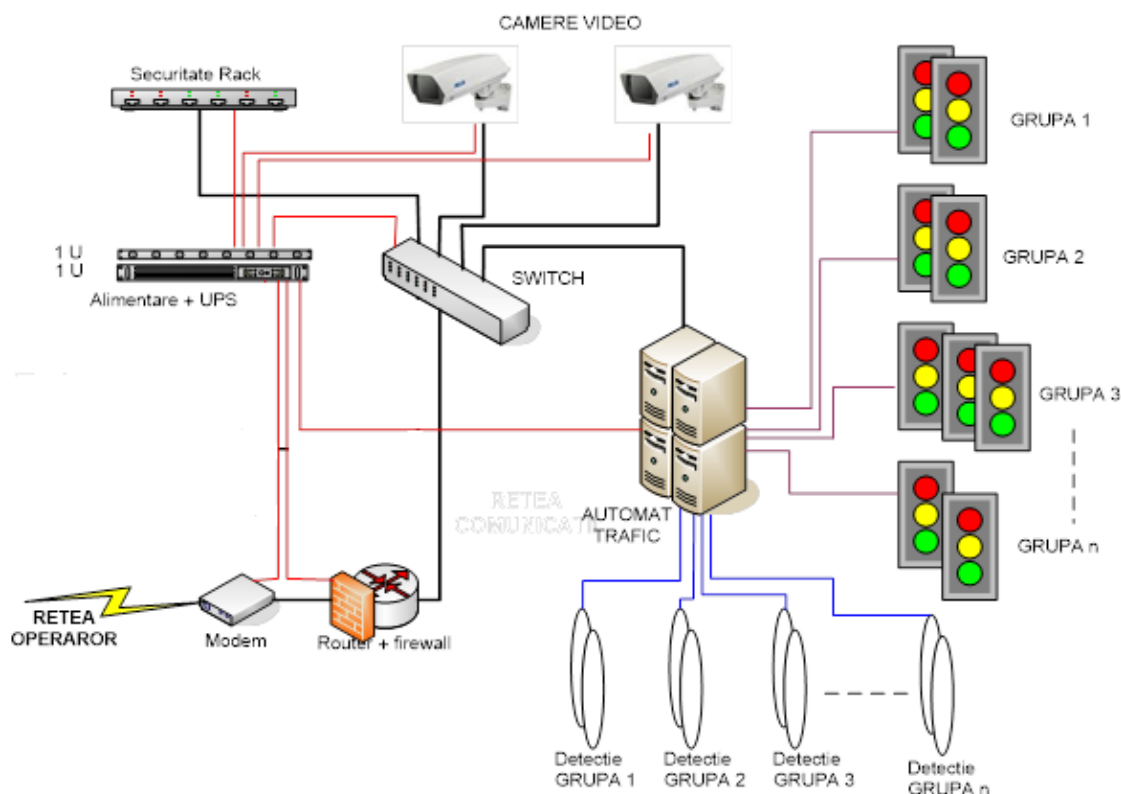 CAMERE VIDEO
Securitate Rack
GRUPA 1
GRUPA 2
1 U
1 U
SWITCH
Alimentare + UPS
GRUPA 3
RETEA
COMUNICATII
AUTOMAT
TRAFIC
GRUPA n
RETEA
OPERAROR
Modem
Router + firewall
Detectie
GRUPA 1
Detectie
GRUPA 2
Detectie
GRUPA 3
Detectie
GRUPA n